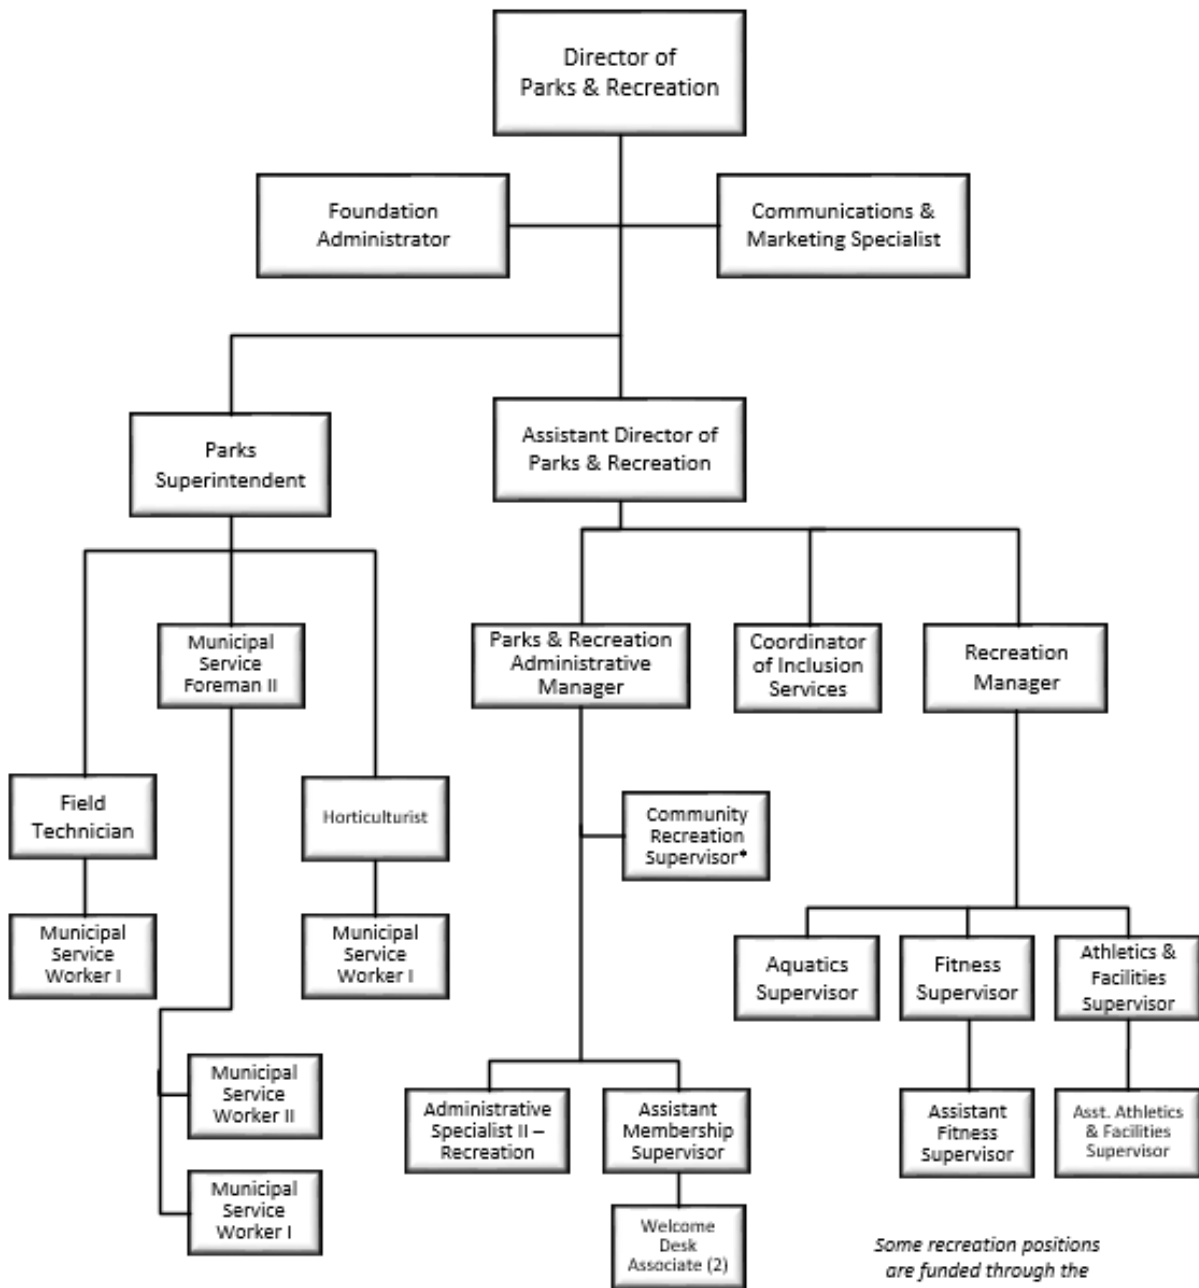 Director of
Parks & Recreation
Foundation
Administrator
Communications &
Marketing Specialist
Parks
Superintendent
Assistant Director of
Parks & Recreation
Municipal
Service
Foreman II
Parks & Recreation
Administrative
Manager
Coordinator
of Inclusion
Services
Recreation
Manager
Field
Technician
Horticulturist
Community
Recreation
Supervisor*
Municipal
Service
Worker I
Municipal
Service
Worker I
Aquatics
Supervisor
Fitness
Supervisor
Athletics &
Facilities
Supervisor
Municipal
Service
Worker II
Administrative
Specialist II –
Recreation
Assistant
Membership
Supervisor
Assistant
Fitness
Supervisor
Asst. Athletics
& Facilities
Supervisor
Municipal
Service
Worker I
Welcome
Desk
Associate (2)
Some recreation positions
are funded through the